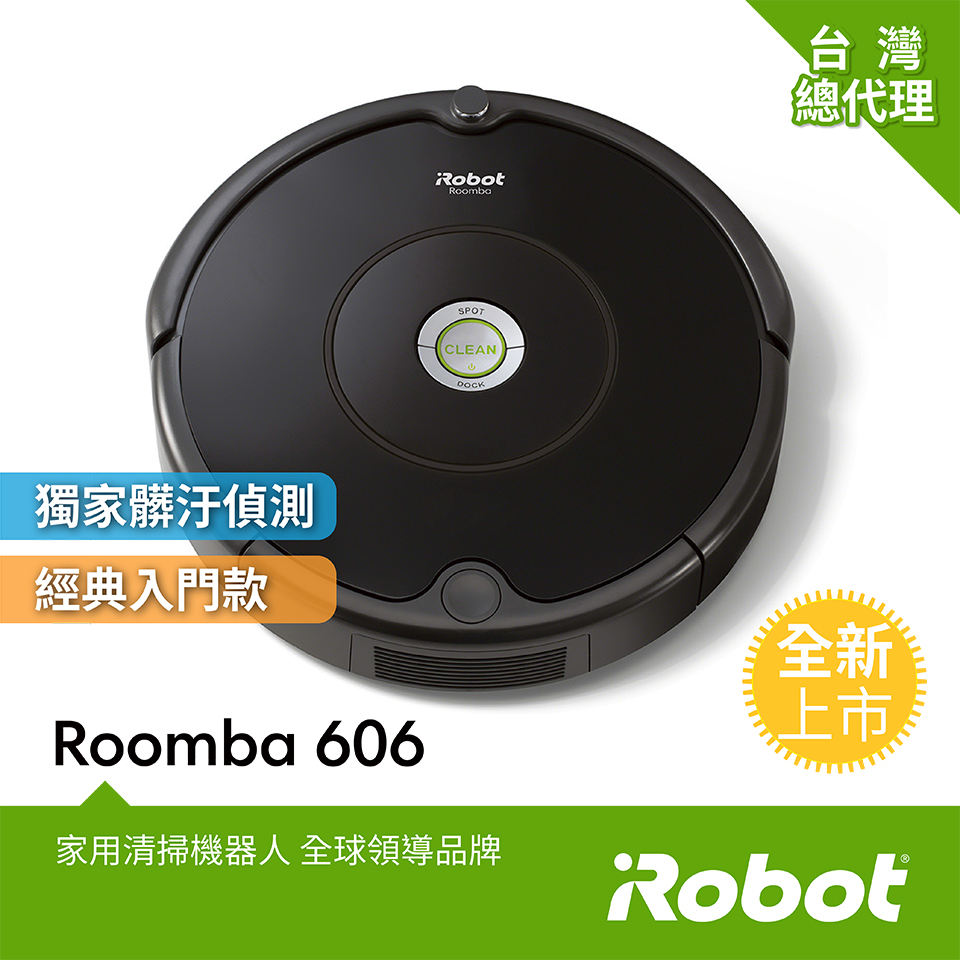 台 灣
總代理
iRobot
Roomba
SPOT
CLEAN
DOCK
獨家髒汙偵測
經典入門款
全新
上市
Roomba 606
家用清掃機器人 全球領導品牌
iRobot®